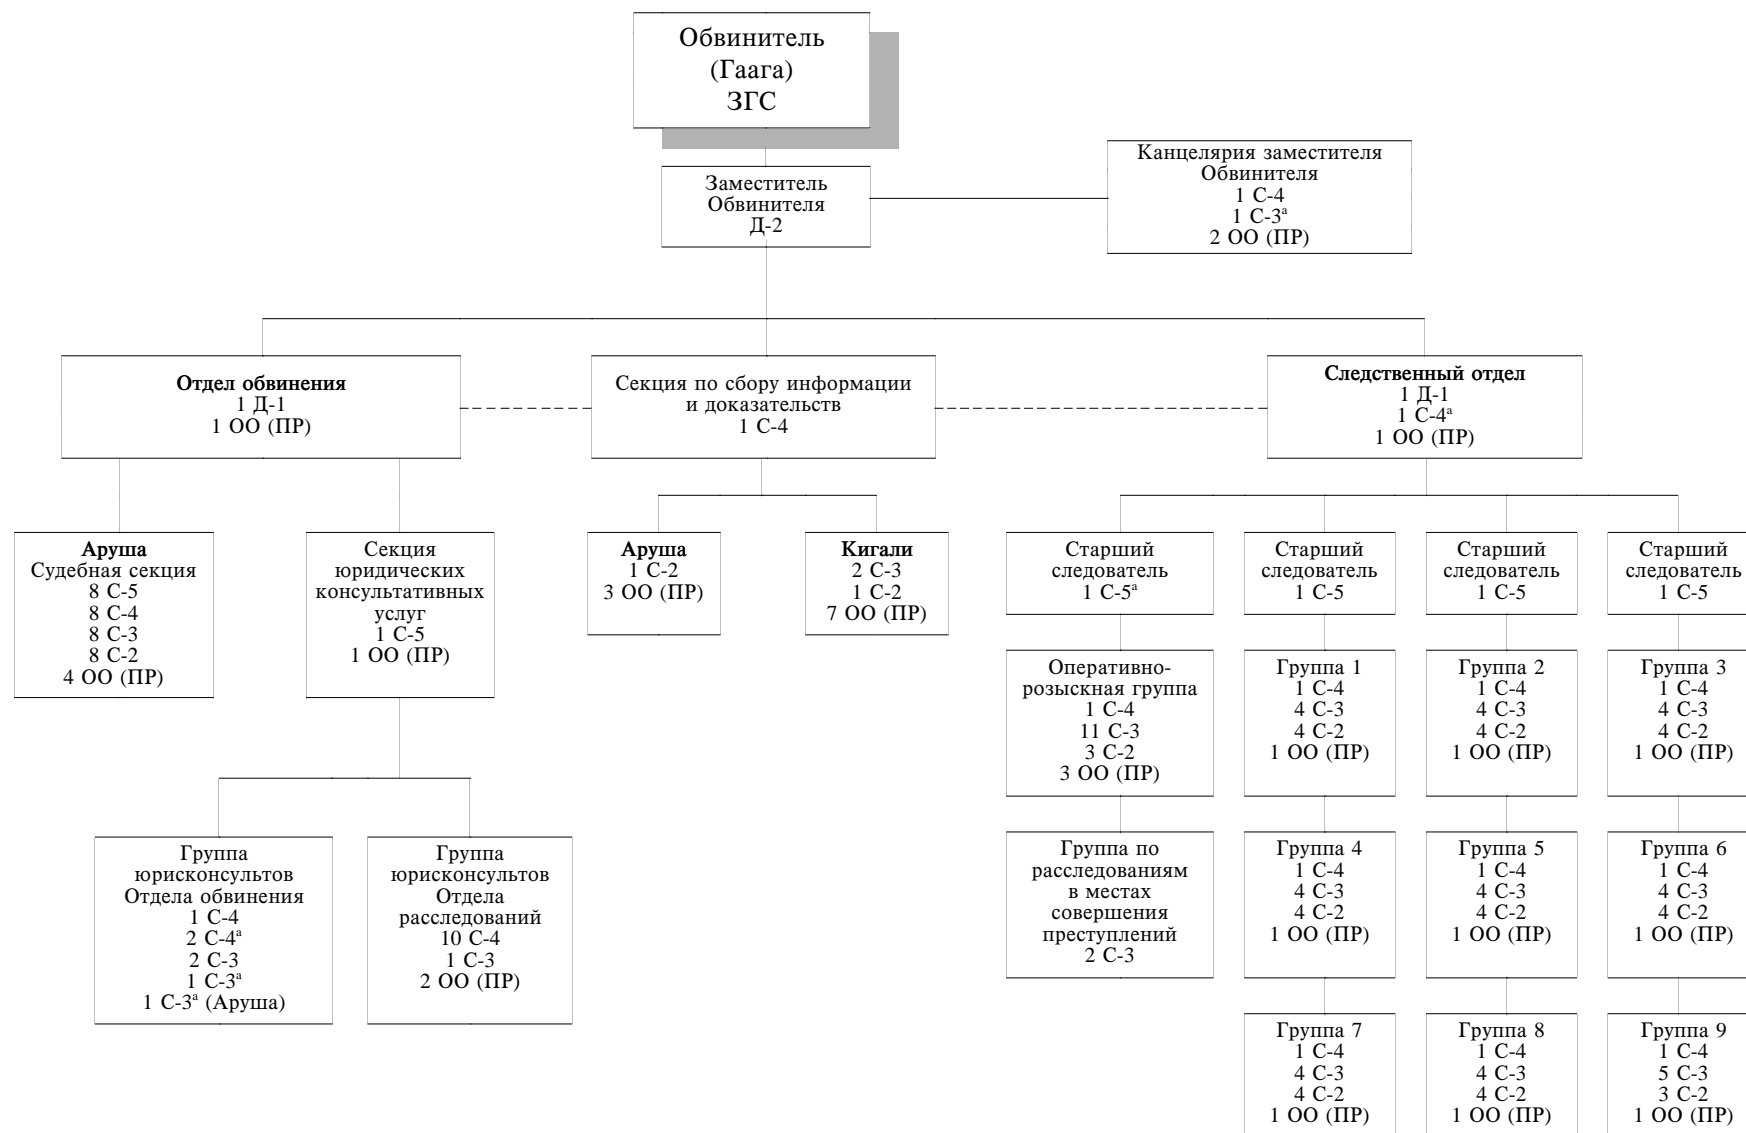 Обвинитель
(Гаага)
ЗГС
Заместитель
Обвинителя
Д-2
Канцелярия заместителя
Обвинителя
1 С-4
1 С-3ª
2 ОО (ПР)
Отдел обвинения
1 Д-1
1 ОО (ПР)
Секция по сбору информации
и доказательств
1 С-4
Следственный отдел
1 Д-1
1 С-4ª
1 ОО (ПР)
Аруша
Судебная секция
8 С-5
8 С-4
8 С-3
8 С-2
4 ОО (ПР)
Секция
юридических
консультативных
услуг
1 С-5
1 ОО (ПР)
Аруша
1 С-2
3 ОО (ПР)
Кигали
2 С-3
1 С-2
7 ОО (ПР)
Старший
следователь
1 С-5ª
Старший
следователь
1 С-5
Старший
следователь
1 С-5
Старший
следователь
1 С-5
Оперативно-
розыскная группа
1 С-4
11 С-3
3 С-2
3 ОО (ПР)
Группа 1
1 С-4
4 С-3
4 С-2
1 ОО (ПР)
Группа 2
1 С-4
4 С-3
4 С-2
1 ОО (ПР)
Группа 3
1 С-4
4 С-3
4 С-2
1 ОО (ПР)
Группа
юрисконсультов
Отдела обвинения
1 С-4
2 С-4ª
2 С-3
1 С-3ª
1 С-3ª (Аруша)
Группа
юрисконсультов
Отдела
расследований
10 С-4
1 С-3
2 ОО (ПР)
Группа по
расследованиям
в местах
совершения
преступлений
2 С-3
Группа 4
1 С-4
4 С-3
4 С-2
1 ОО (ПР)
Группа 5
1 С-4
4 С-3
4 С-2
1 ОО (ПР)
Группа 6
1 С-4
4 С-3
4 С-2
1 ОО (ПР)
Группа 7
1 С-4
4 С-3
4 С-2
1 ОО (ПР)
Группа 8
1 С-4
4 С-3
4 С-2
1 ОО (ПР)
Группа 9
1 С-4
5 С-3
3 С-2
1 ОО (ПР)